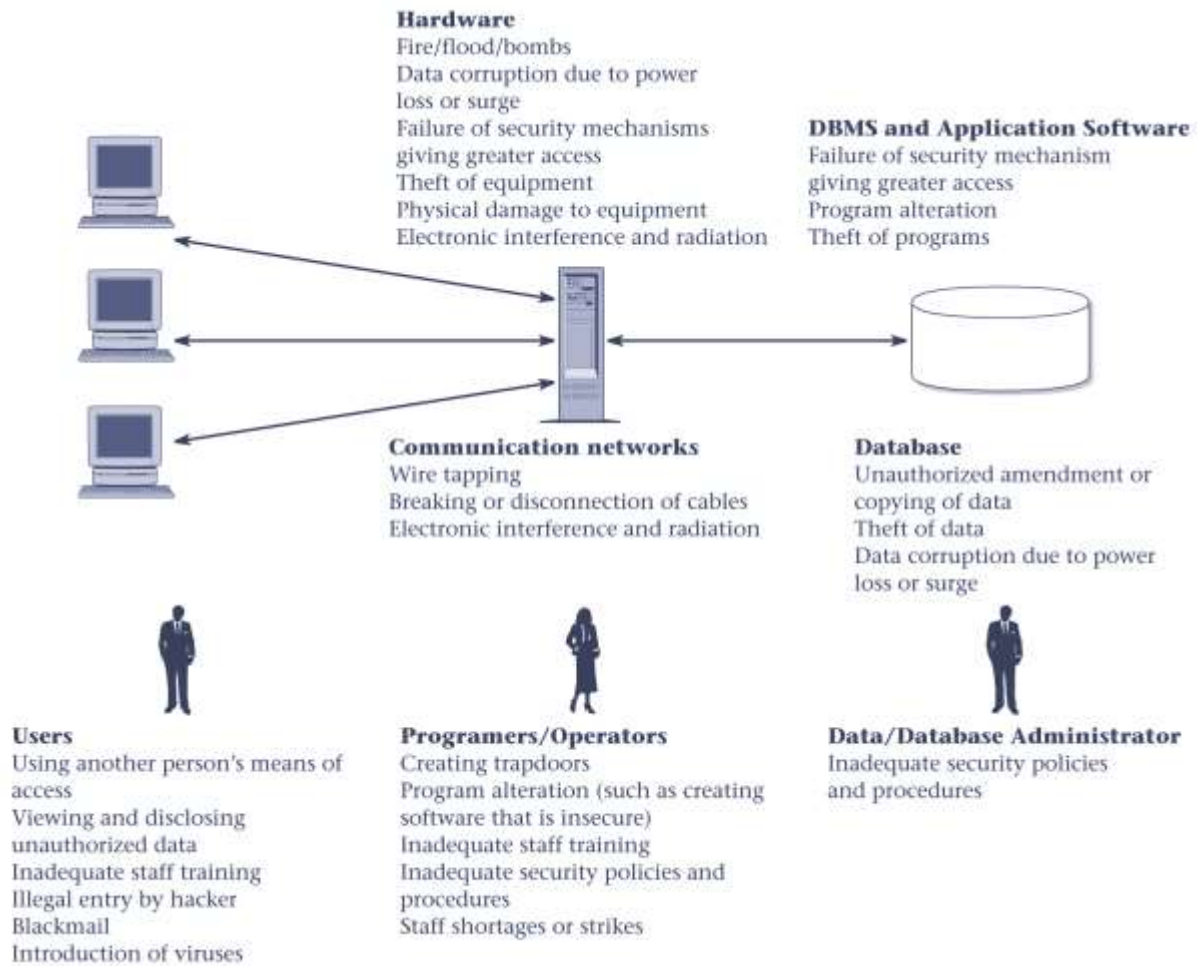 Hardware
Fire/flood/bombs
Data corruption due to power
loss or surge
Failure of security mechanisms
giving greater access
Theft of equipment
Physical damage to equipment
Electronic interference and radiation
DBMS and Application Software
Failure of security mechanism
giving greater access
Program alteration
Theft of programs
Communication networks
Wire tapping
Breaking or disconnection of cables
Electronic interference and radiation
Database
Unauthorized amendment or
copying of data
Theft of data
Data corruption due to power
loss or surge
Users
Using another person's means of
access
Viewing and disclosing
unauthorized data
Inadequate staff training
Illegal entry by hacker
Blackmail
Introduction of viruses
Programers/Operators
Creating trapdoors
Program alteration (such as creating
software that is insecure)
Inadequate staff training
Inadequate security policies and
procedures
Staff shortages or strikes
Data/Database Administrator
Inadequate security policies
and procedures